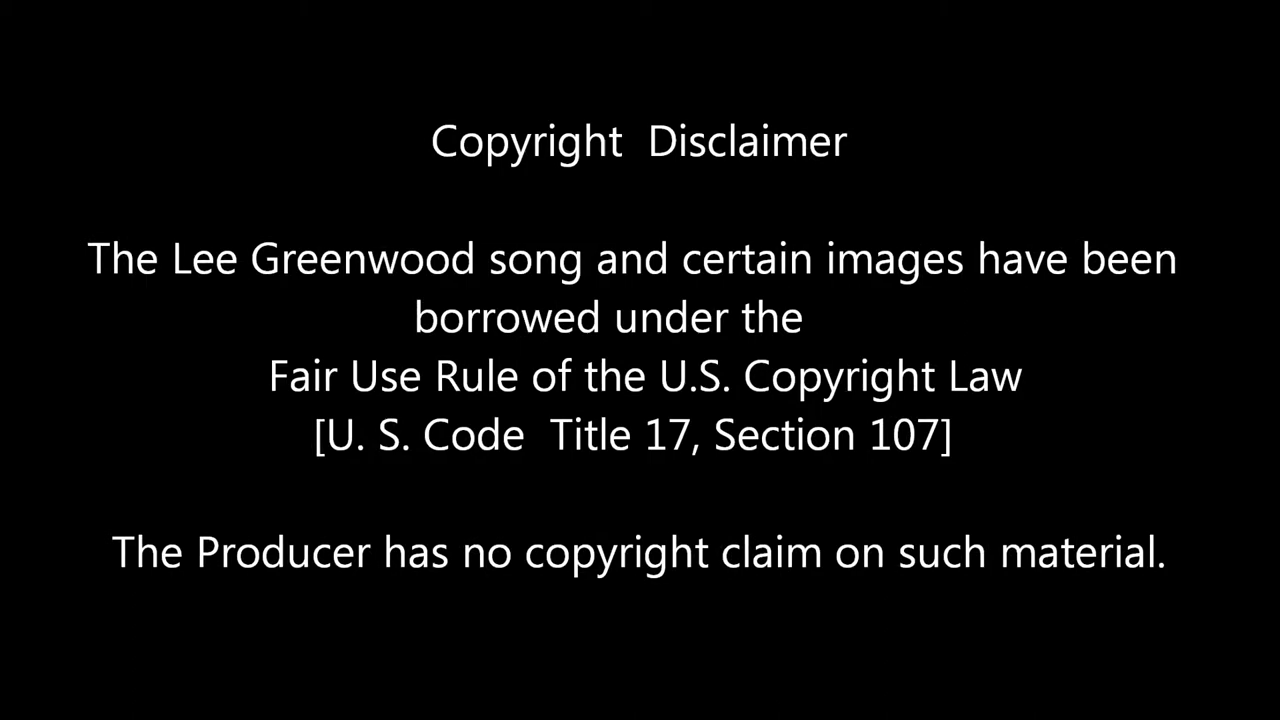 Copyright  Disclaimer
The Lee Greenwood song and certain images have been
borrowed under the
Fair Use Rule of the U.S. Copyright Law
[U. S. Code  Title 17, Section 107]
The Producer has no copyright claim on such material.